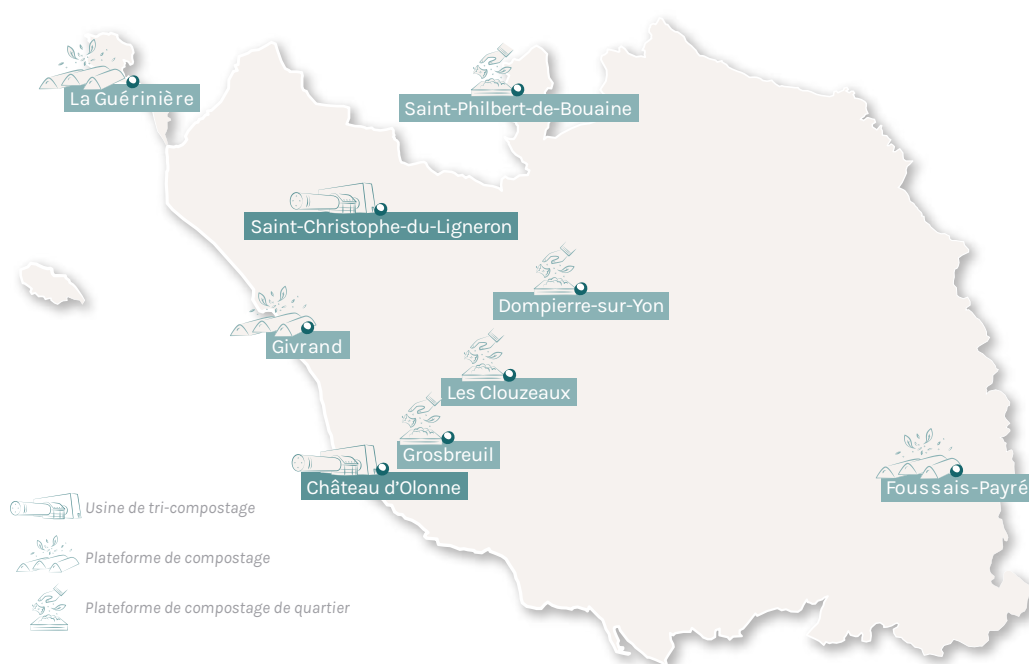 La Guérinière
Saint-Philbert-de-Bouaine
Saint-Christophe-du-Ligneron
Dompierre-sur-Yon
Givrand
Les Clouzeaux
Grosbreuil
Château d’Olonne
Foussais-Payré
Usine de tri-compostage
Plateforme de compostage
Plateforme de compostage de quartier